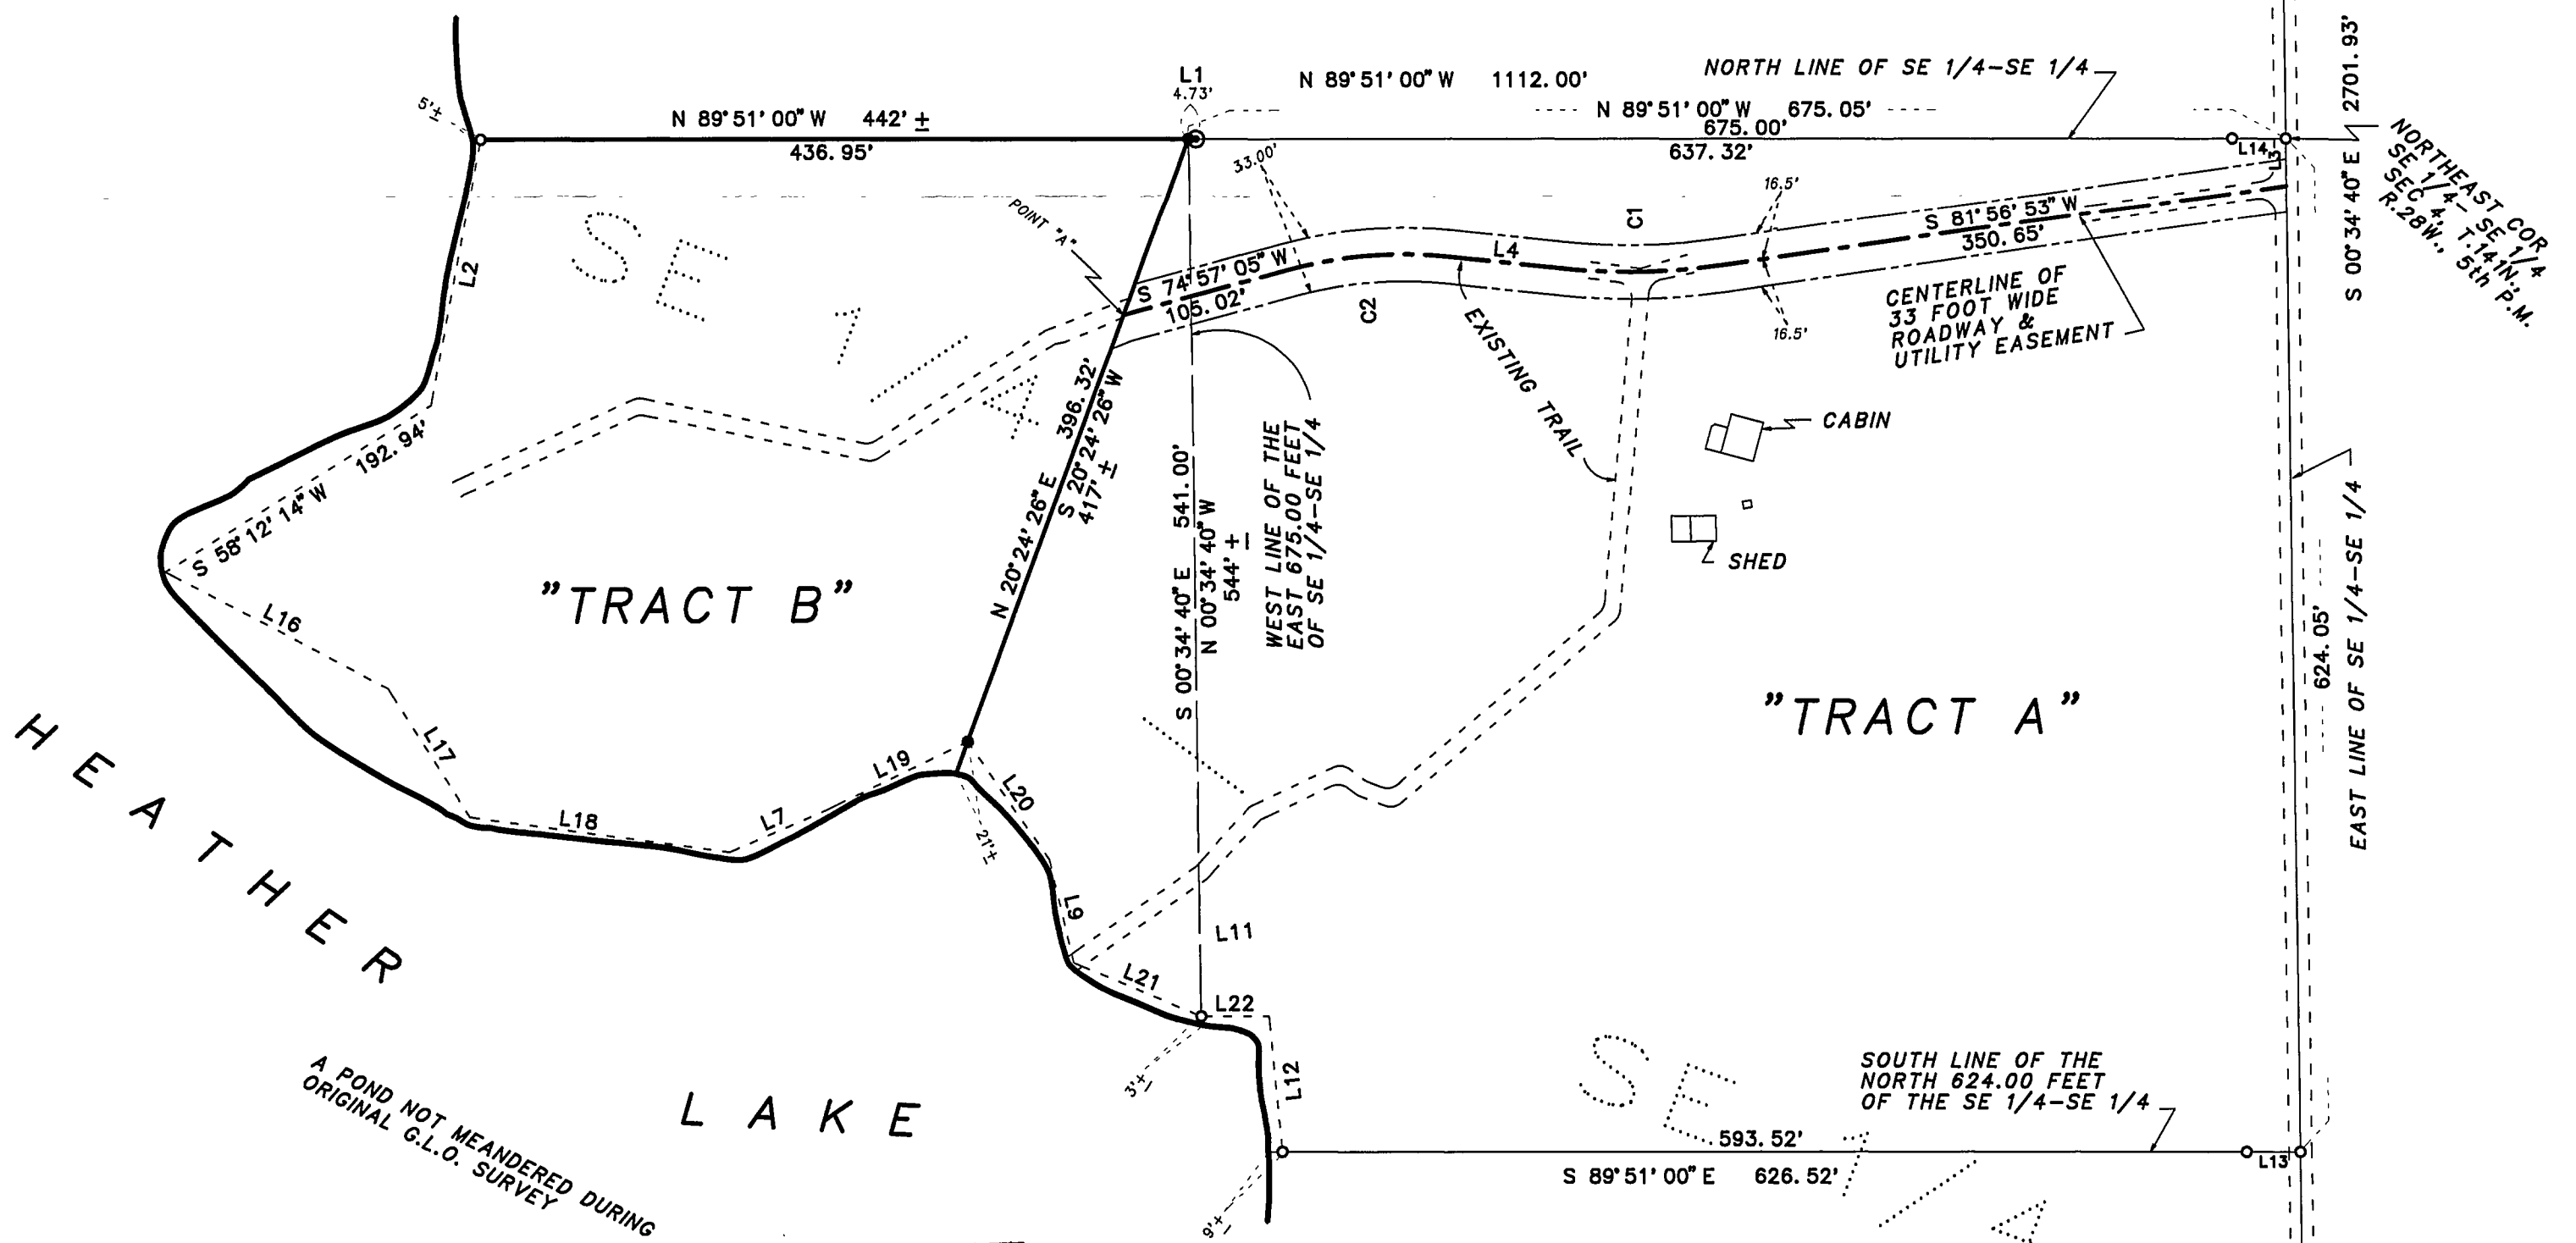 L1
4.73'
N 89°51'00" W 1112.00'
NORTH LINE OF SE 1/4-SE 1/4
N 89°51'00" W 675.05'
675.00'
637.32'
5'±
N 89°51'00" W 442'±
436.95'
L14
L3
S 00°34'40" E 2701.93'
NORTHEAST COR
SE 1/4- SE 1/4
SEC 4, T.141N.,
R.28W., 5th P.M.
33.00'
16.5'
C1
S 81°56'53" W
350.65'
L4
POINT "A"
S 74°57'05" W
105.02'
C2
16.5'
CENTERLINE OF
33 FOOT WIDE
ROADWAY &
UTILITY EASEMENT
EXISTING TRAIL
L2
SE 1/4
396.32'
N 20°24'26" E
S 20°24'26" W
417'±
S 00°34'40" E 541.00'
N 00°34'40" W
544'±
WEST LINE OF THE
EAST 675.00 FEET
OF SE 1/4-SE 1/4
CABIN
SHED
192.94'
S 58°12'14" W
"TRACT B"
"TRACT A"
624.05'
EAST LINE OF SE 1/4-SE 1/4
L16
L17
L18
L7
L19
L20
21'±
L9
L11
L21
L22
L12
3'±
9'±
HEATHER
LAKE
A POND NOT MEANDERED DURING
ORIGINAL G.L.O. SURVEY
SE 1/4
SOUTH LINE OF THE
NORTH 624.00 FEET
OF THE SE 1/4-SE 1/4
593.52'
S 89°51'00" E 626.52'
L13